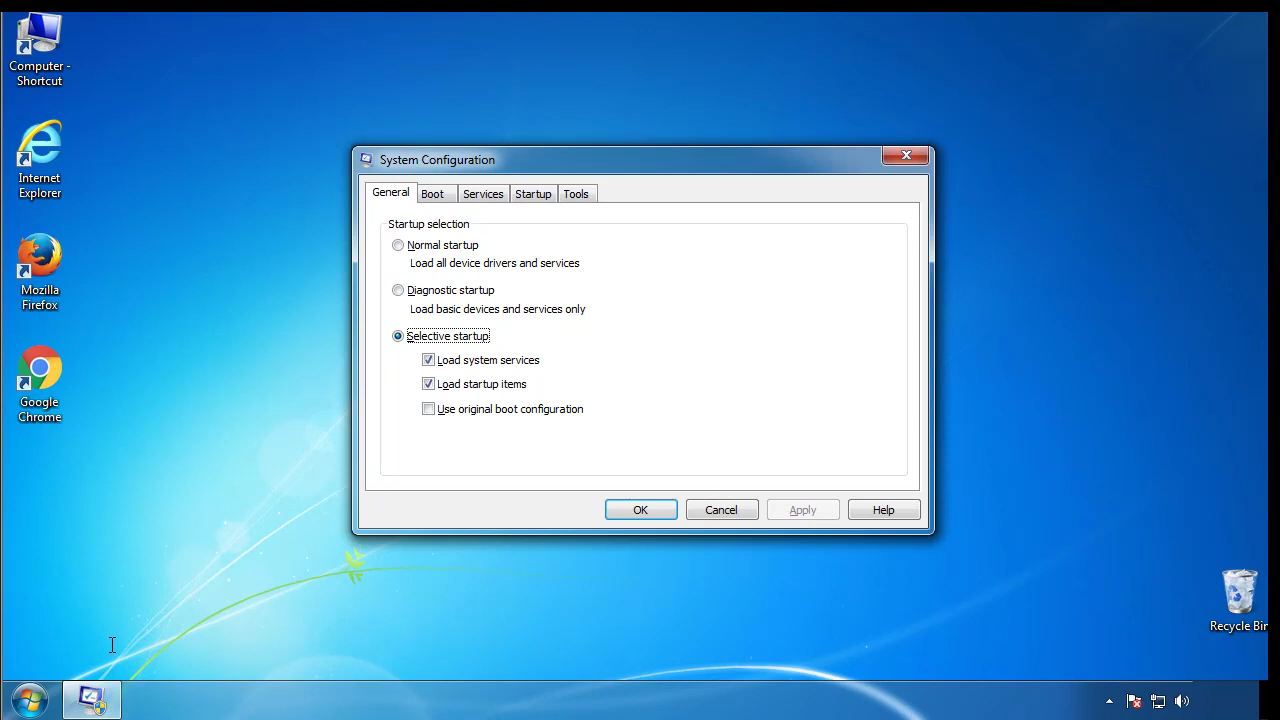 Computer -
Shortcut
Internet
Explorer
Mozilla
Firefox
Google
Chrome
System Configuration
General Boot Services Startup Tools
Startup selection
Normal startup
Load all device drivers and services
Diagnostic startup
Load basic devices and services only
Selective startup
Load system services
Load startup items
Use original boot configuration
OK Cancel Apply Help
Recycle Bin